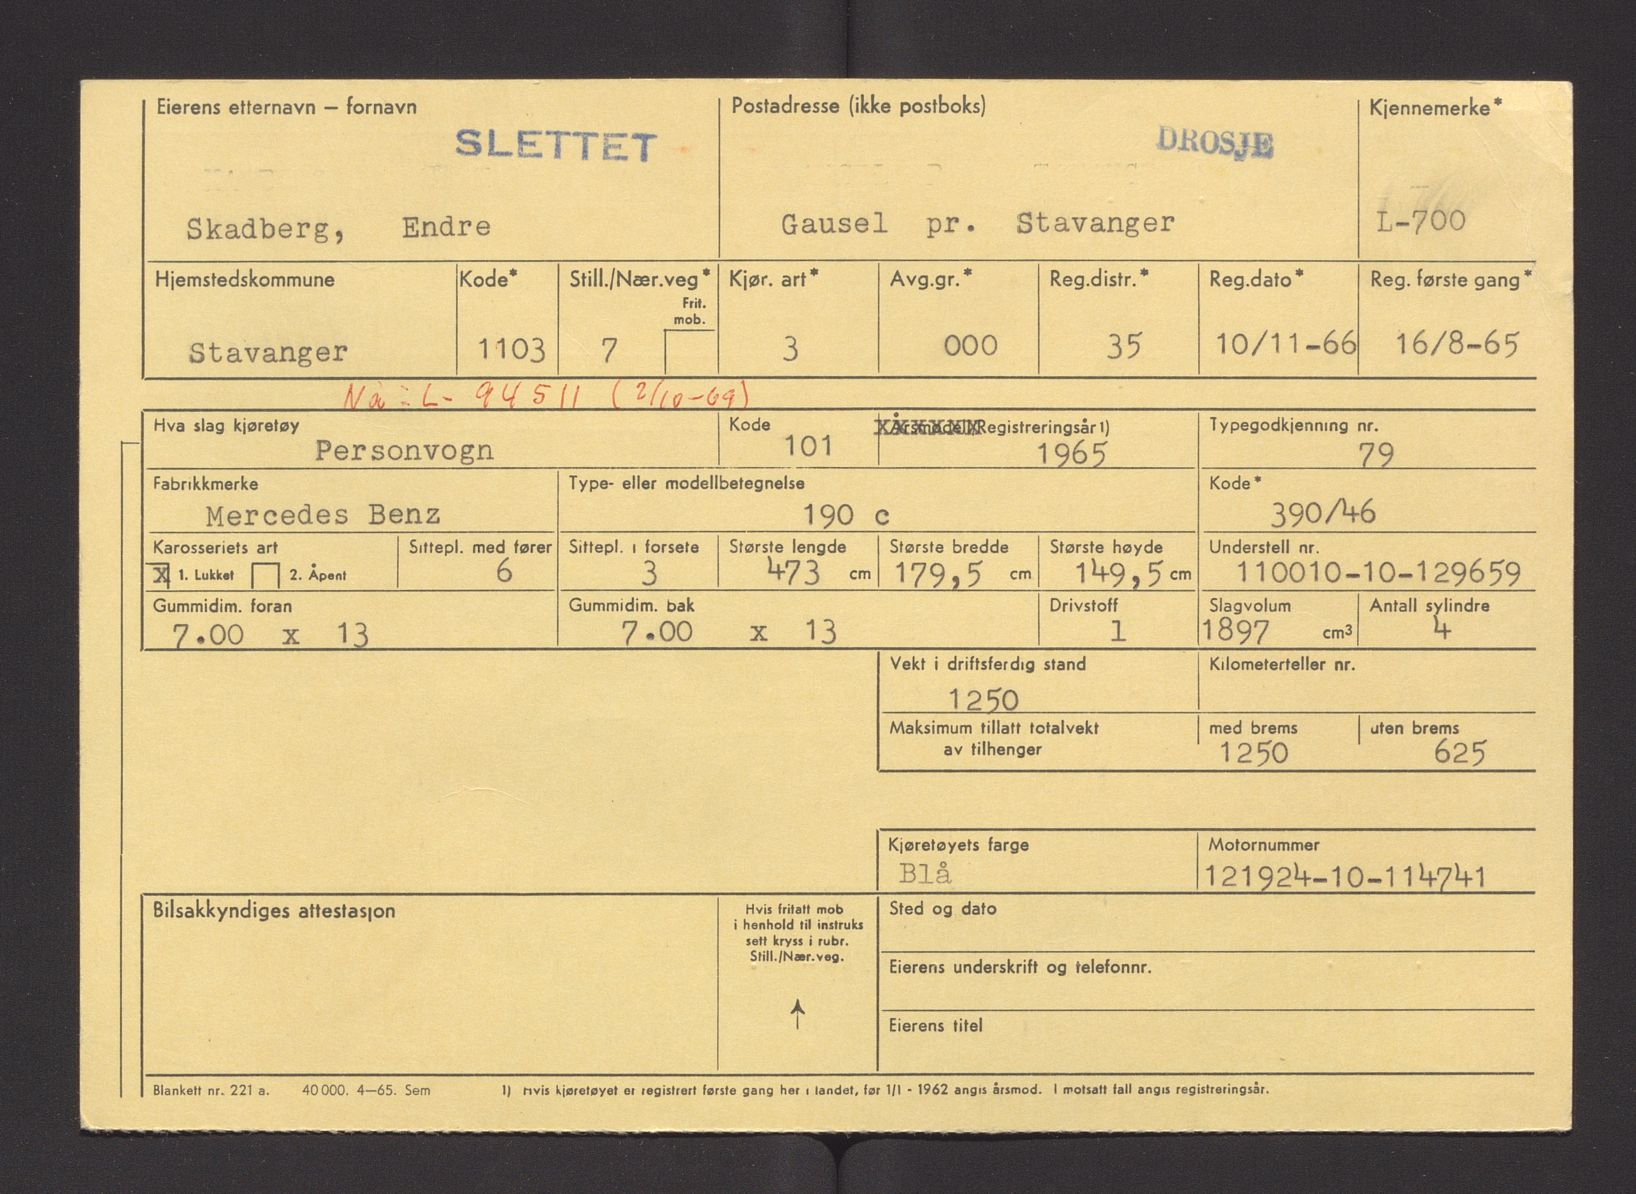 Eierens etternavn – fornavn Postadresse (ikke postboks) Kjennemerke*
SLETTET DROSJE
Skadberg, Endre Gausel pr. Stavanger L-700
Hjemstedskommune Kode* Still./Nær.veg* Kjør. art* Avg.gr.* Reg.distr.* Reg.dato* Reg. første gang*
Frit.
mob.
Stavanger 1103 7 3 000 35 10/11-66 16/8-65
Nå: L- 94511 (2/10-69)
Hva slag kjøretøy Kode Årsmodell/Registreringsår 1) Typegodkjenning nr.
Personvogn 101 1965 79
Fabrikkmerke Type- eller modellbetegnelse Kode*
Mercedes Benz 190 c 390/46
Karosseriets art Sittepl. med fører Sittepl. i forsete Største lengde Største bredde Største høyde Understell nr.
X 1. Lukket 2. Åpent 6 3 473 cm 179,5 cm 149,5 cm 110010-10-129659
Gummidim. foran Gummidim. bak Drivstoff Slagvolum Antall sylindre
7.00 x 13 7.00 x 13 1 1897 cm3 4
Vekt i driftsferdig stand Kilometerteller nr.
1250
Maksimum tillatt totalvekt med brems uten brems
av tilhenger 1250 625
Kjøretøyets farge Motornummer
Blå 121924-10-114741
Bilsakkyndiges attestasjon Hvis fritatt mob Sted og dato
i henhold til instruks
sett kryss i rubr.
Still./Nær.veg.
Eierens underskrift og telefonnr.
Eierens titel
Blankett nr. 221 a. 40 000. 4–65. Sem 1) Hvis kjøretøyet er registrert første gang her i landet, før 1/1 - 1962 angis årsmod. I motsatt fall angis registreringsår.